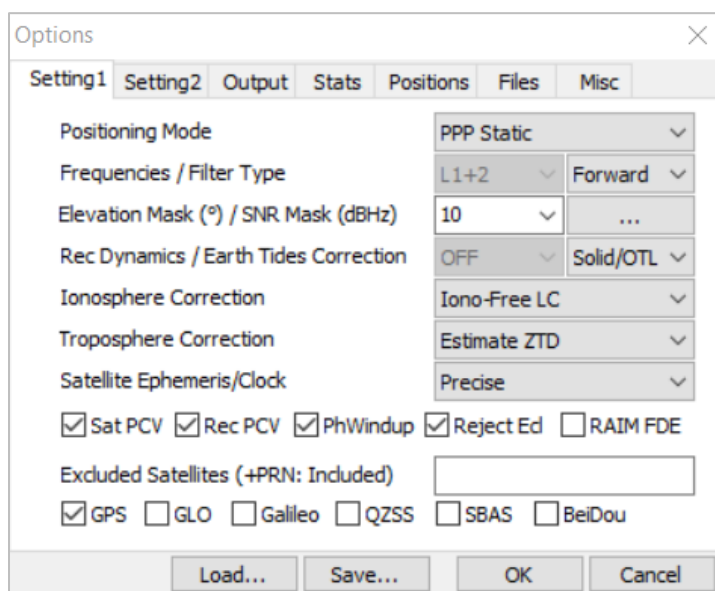 Options
Setting1 Setting2 Output Stats Positions Files Misc
Positioning Mode PPP Static
Frequencies / Filter Type L1+2 Forward
Elevation Mask (°) / SNR Mask (dBHz) 10 ...
Rec Dynamics / Earth Tides Correction OFF Solid/OTL
Ionosphere Correction Iono-Free LC
Troposphere Correction Estimate ZTD
Satellite Ephemeris/Clock Precise
Sat PCV Rec PCV PhWindup Reject Ecl RAIM FDE
Excluded Satellites (+PRN: Included)
GPS GLO Galileo QZSS SBAS BeiDou
Load... Save... OK Cancel